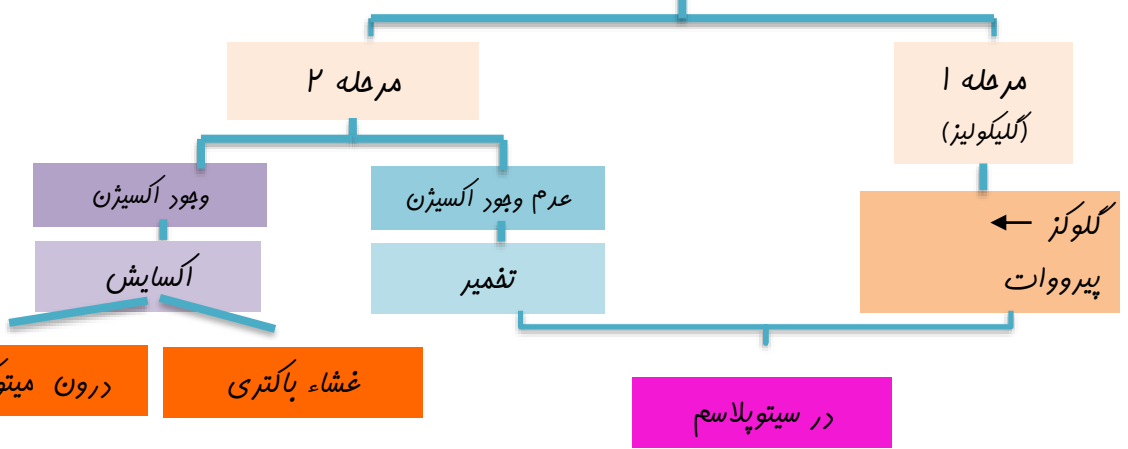 مرحله ۱
(گلیکولیز)
مرحله ۲
گلوکز ←
پیرووات
عدم وجود اکسیژن
وجود اکسیژن
تخمیر
اکسایش
در سیتوپلاسم
غشاء باکتری
درون